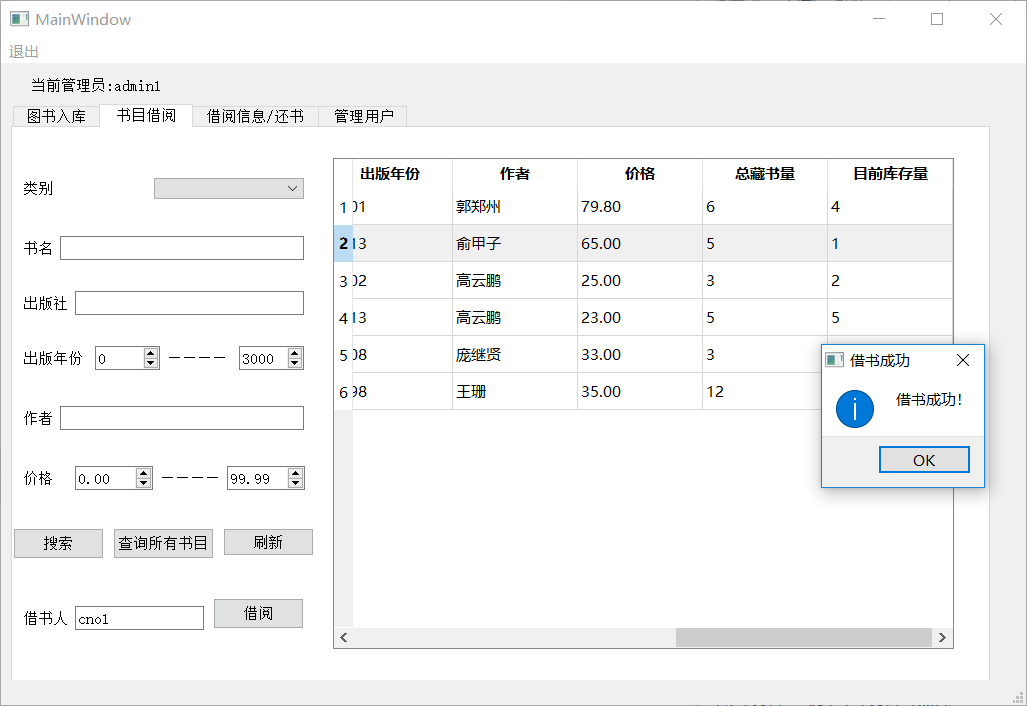 MainWindow
退出
当前管理员:admin1
图书入库 书目借阅 借阅信息/还书 管理用户
类别
书名
出版社
出版年份 0 ---- 3000
作者
价格 0.00 ---- 99.99
搜索 查询所有书目 刷新
借书人 cno1 借阅
出版年份 作者 价格 总藏书量 目前库存量
1 01 郭郑州 79.80 6 4
2 13 俞甲子 65.00 5 1
3 02 高云鹏 25.00 3 2
4 13 高云鹏 23.00 5 5
5 08 庞继贤 33.00 3
6 98 王珊 35.00 12
借书成功
借书成功!
OK